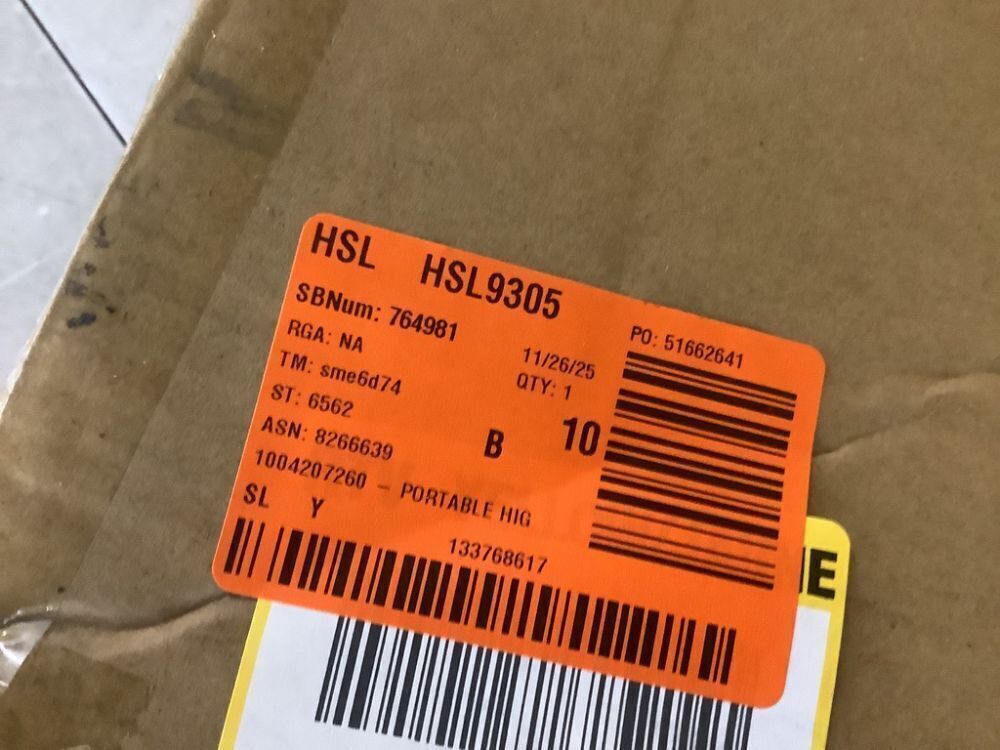 HSL HSL9305
SBNum: 764981
RGA: NA
TM: sme6d74
ST: 6562
ASN: 8266639
1004207260 - PORTABLE HIG
SL Y
11/26/25
QTY: 1
B 10
PO: 51662641
133768617